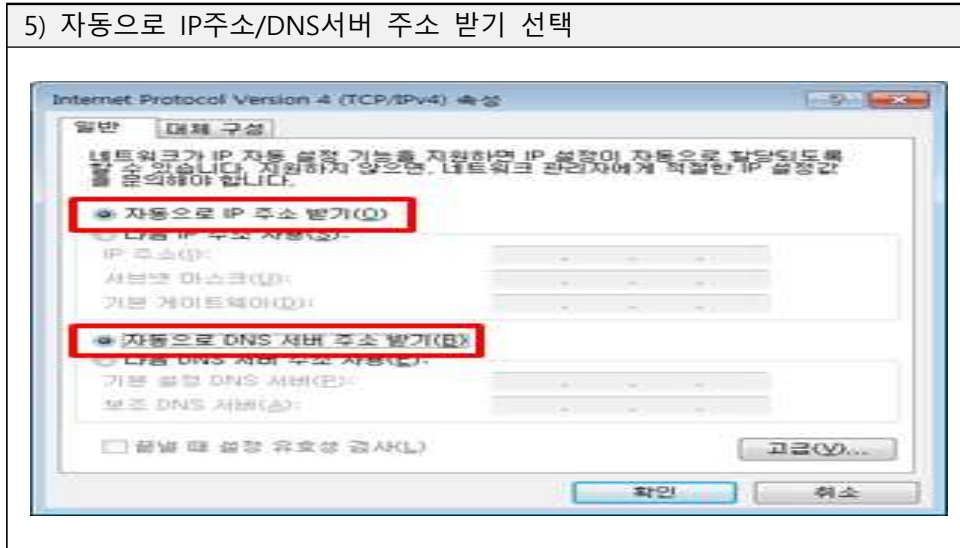 5) 자동으로 IP주소/DNS서버 주소 받기 선택
Internet Protocol Version 4 (TCP/IPv4) 속성
일반 대체 구성
네트워크가 IP 자동 설정 기능을 지원하면 IP 설정이 자동으로 할당되도록
할 수 있습니다. 지원하지 않으면, 네트워크 관리자에게 적절한 IP 설정값
을 문의해야 합니다.
자동으로 IP 주소 받기(O)
다음 IP 주소 사용(S):
IP 주소(I):
서브넷 마스크(U):
기본 게이트웨이(D):
자동으로 DNS 서버 주소 받기(B)
다음 DNS 서버 주소 사용(E):
기본 설정 DNS 서버(P):
보조 DNS 서버(A):
끝낼 때 설정 유효성 검사(L)
고급(V)...
확인 취소